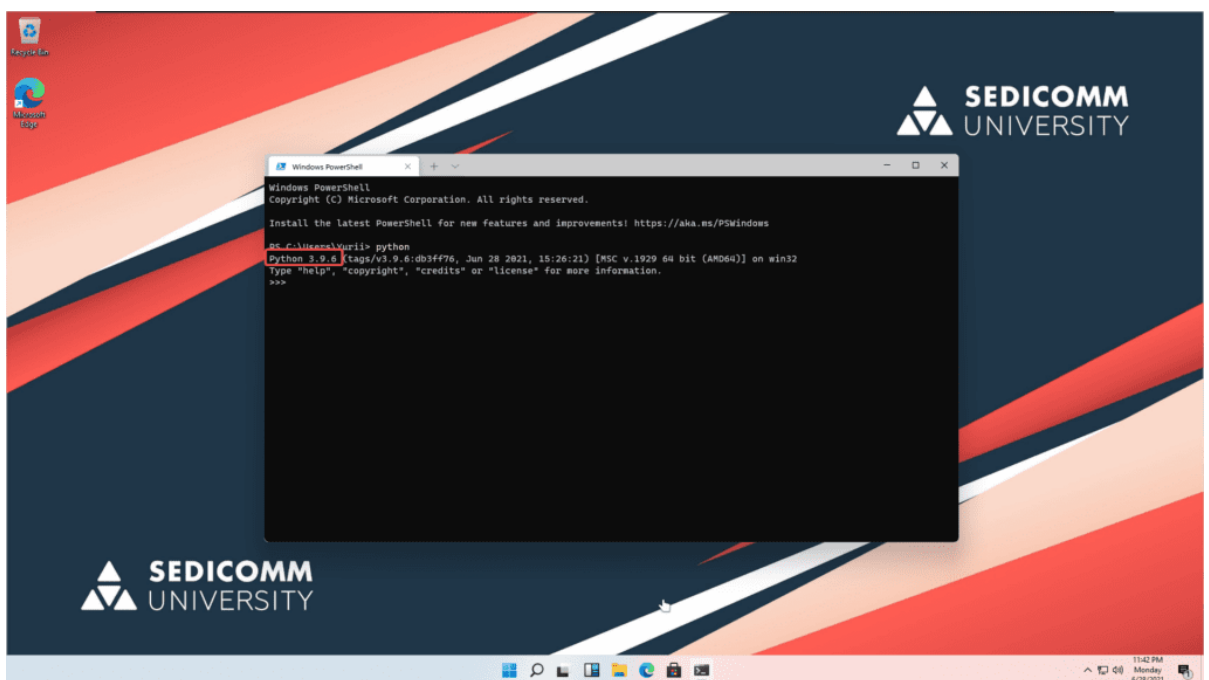 Recycle Bin
Microsoft
Edge
SEDICOMM
UNIVERSITY
Windows PowerShell
Windows PowerShell
Copyright (C) Microsoft Corporation. All rights reserved.
Install the latest PowerShell for new features and improvements! https://aka.ms/PSWindows
PS C:\Users\Yurii> python
Python 3.9.6 (tags/v3.9.6:db3ff76, Jun 28 2021, 15:26:21) [MSC v.1929 64 bit (AMD64)] on win32
Type "help", "copyright", "credits" or "license" for more information.
>>>
SEDICOMM
UNIVERSITY
11:42 PM
Monday
6/28/2021